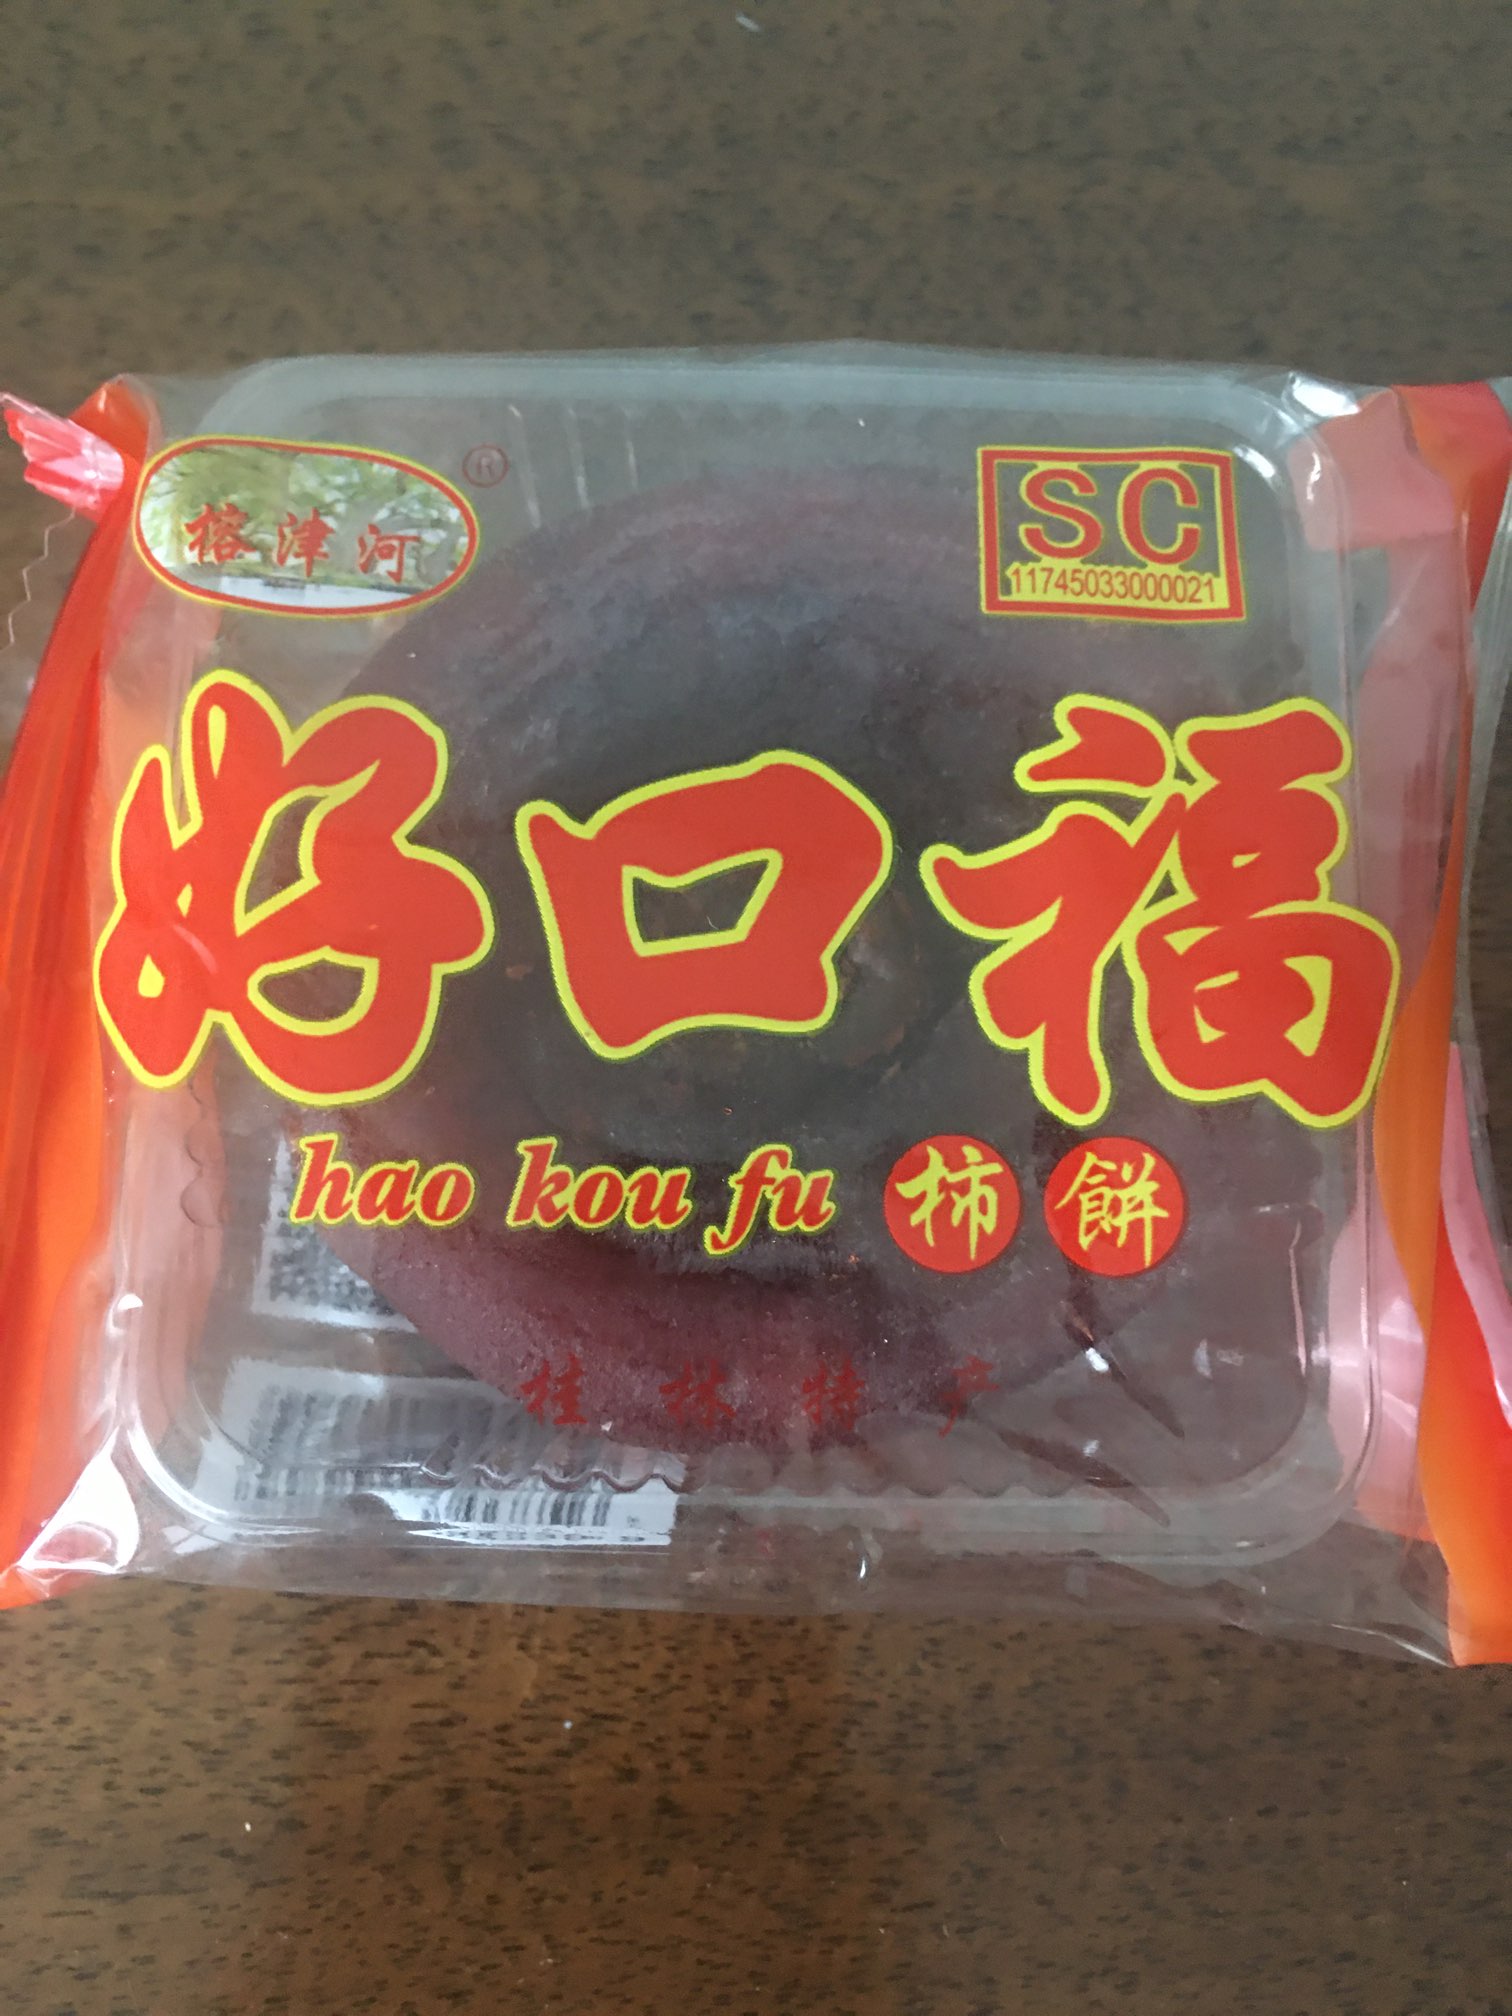 榕津河 ®
SC
11745033000021
好口福
hao kou fu 柿餅
桂林特产